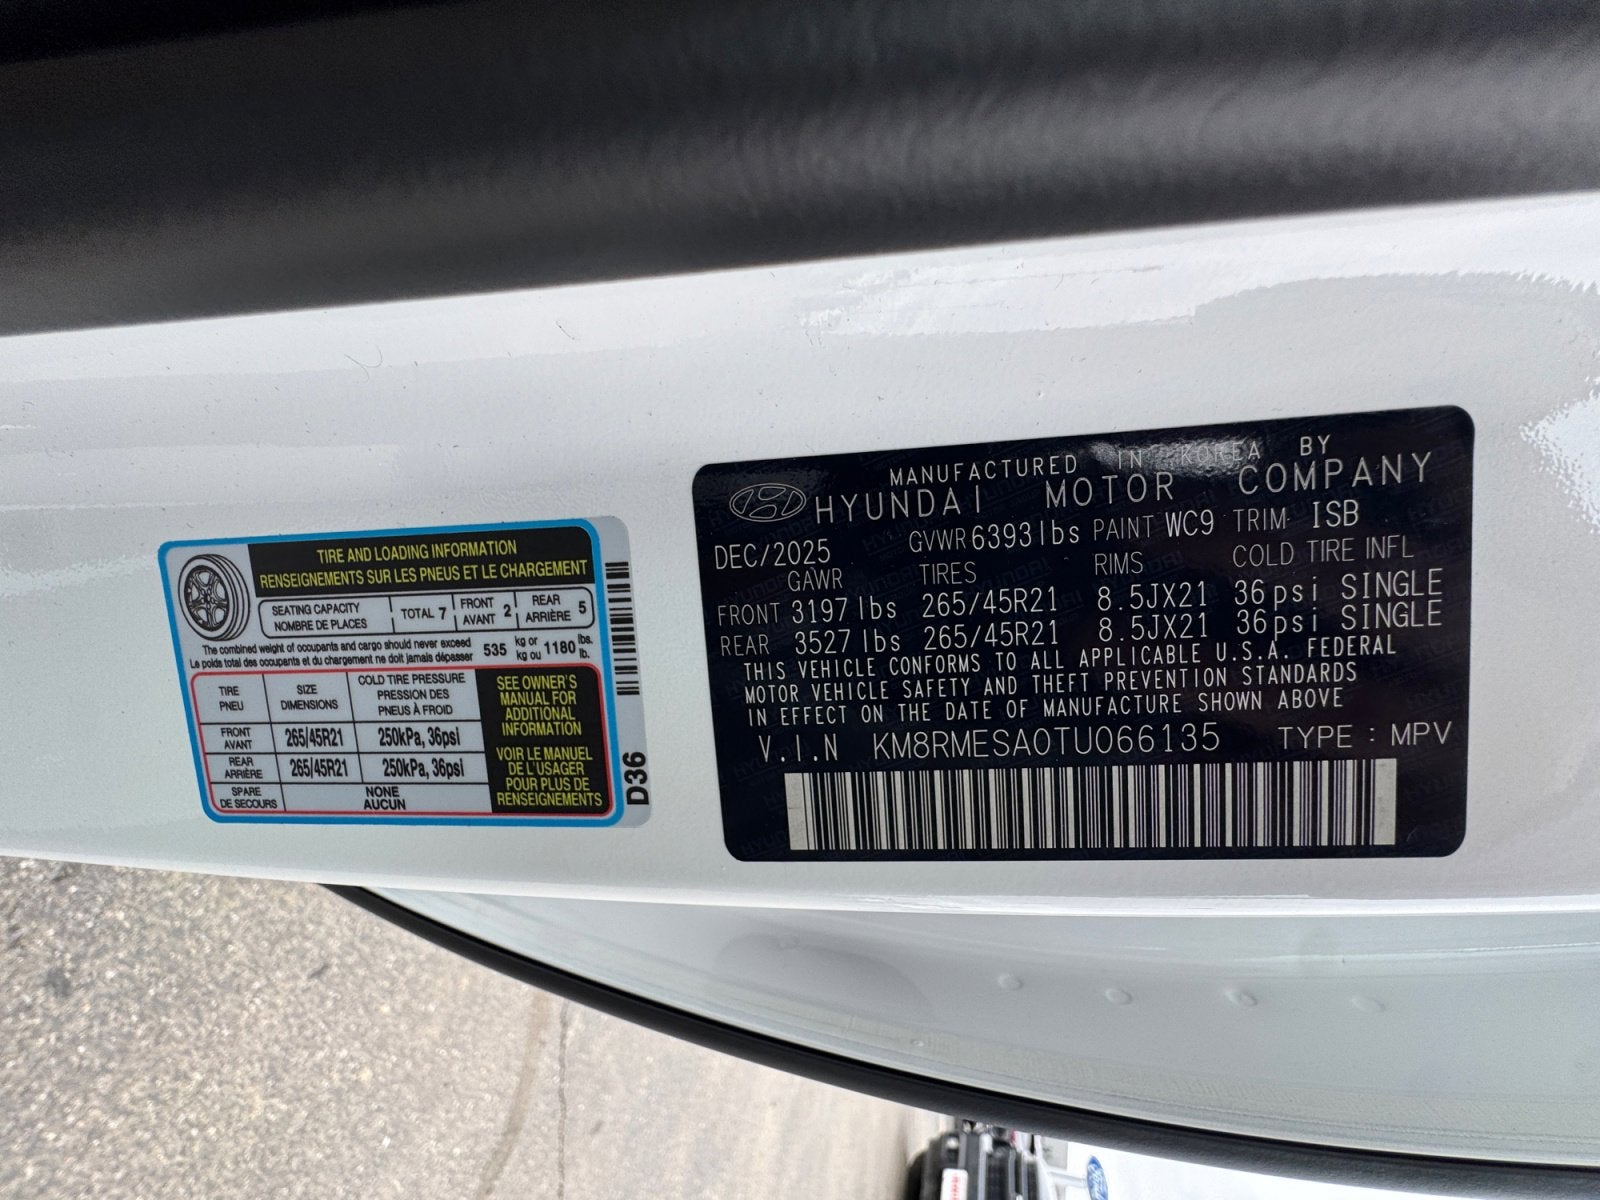 TIRE AND LOADING INFORMATION
RENSEIGNEMENTS SUR LES PNEUS ET LE CHARGEMENT
SEATING CAPACITY
NOMBRE DE PLACES
TOTAL 7
FRONT
AVANT
2
REAR
ARRIÈRE
5
The combined weight of occupants and cargo should never exceed
Le poids total des occupants et du chargement ne doit jamais dépasser
535 kg or
kg ou
1180 lbs.
lb.
TIRE
PNEU
SIZE
DIMENSIONS
COLD TIRE PRESSURE
PRESSION DES
PNEUS À FROID
FRONT
AVANT
265/45R21
250kPa, 36psi
REAR
ARRIÈRE
265/45R21
250kPa, 36psi
SPARE
DE SECOURS
NONE
AUCUN
SEE OWNER'S
MANUAL FOR
ADDITIONAL
INFORMATION
VOIR LE MANUEL
DE L'USAGER
POUR PLUS DE
RENSEIGNEMENTS
D36
MANUFACTURED IN KOREA BY
HYUNDAI MOTOR COMPANY
DEC/2025 GVWR 6393lbs PAINT WC9 TRIM ISB
GAWR TIRES RIMS COLD TIRE INFL
FRONT 3197lbs 265/45R21 8.5JX21 36psi SINGLE
REAR 3527lbs 265/45R21 8.5JX21 36psi SINGLE
THIS VEHICLE CONFORMS TO ALL APPLICABLE U.S.A. FEDERAL
MOTOR VEHICLE SAFETY AND THEFT PREVENTION STANDARDS
IN EFFECT ON THE DATE OF MANUFACTURE SHOWN ABOVE
V.I.N KM8RMESA0TU066135 TYPE : MPV
Ford